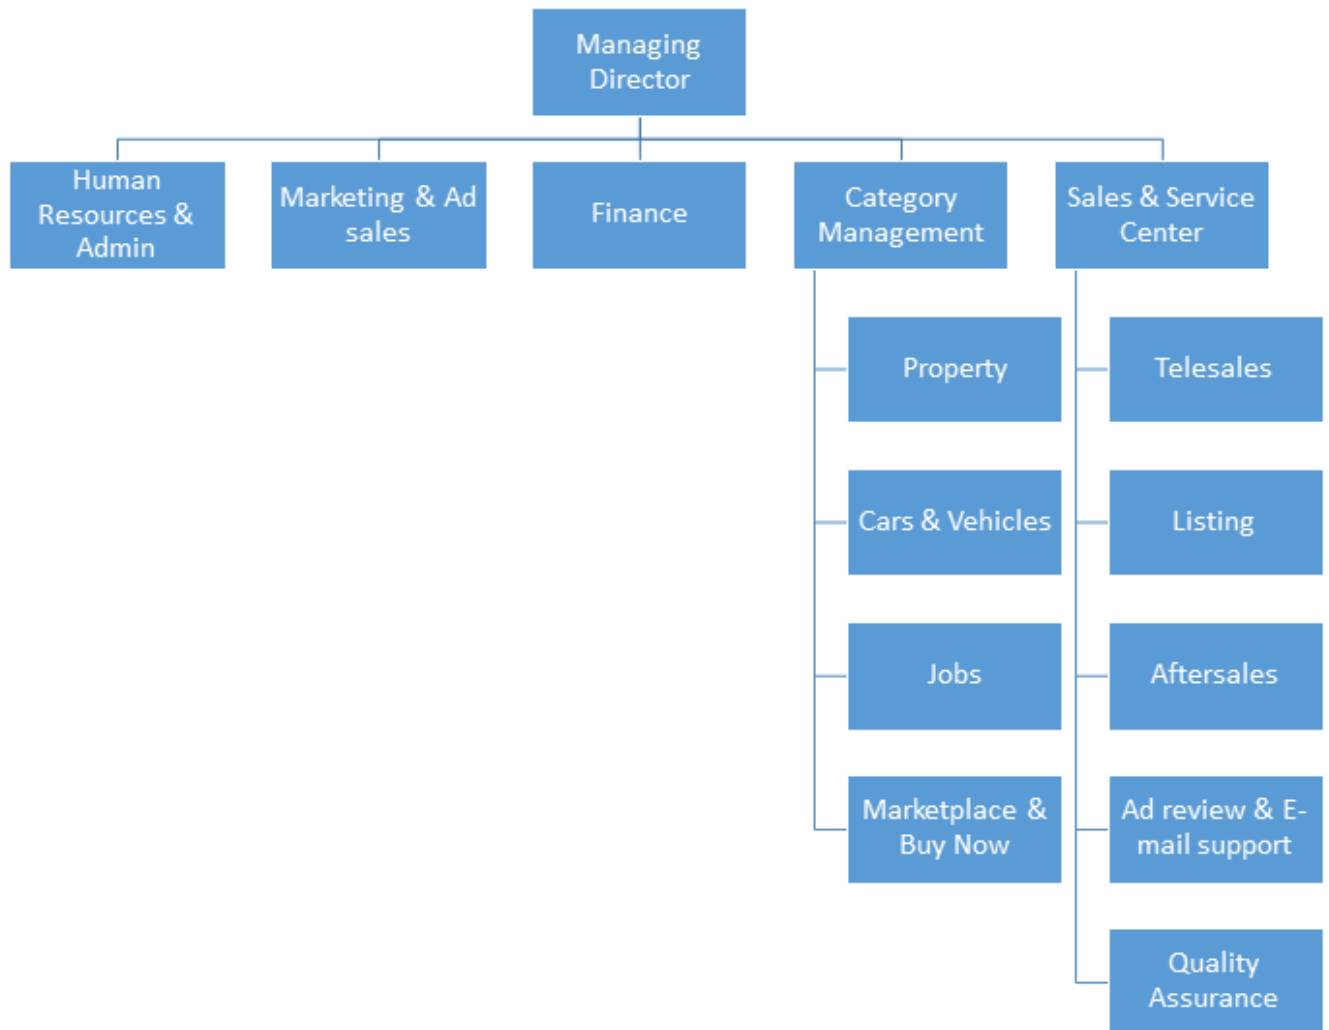 Managing
Director
Human
Resources &
Admin
Marketing & Ad
sales
Finance
Category
Management
Sales & Service
Center
Property
Cars & Vehicles
Jobs
Marketplace &
Buy Now
Telesales
Listing
Aftersales
Ad review & E-
mail support
Quality
Assurance